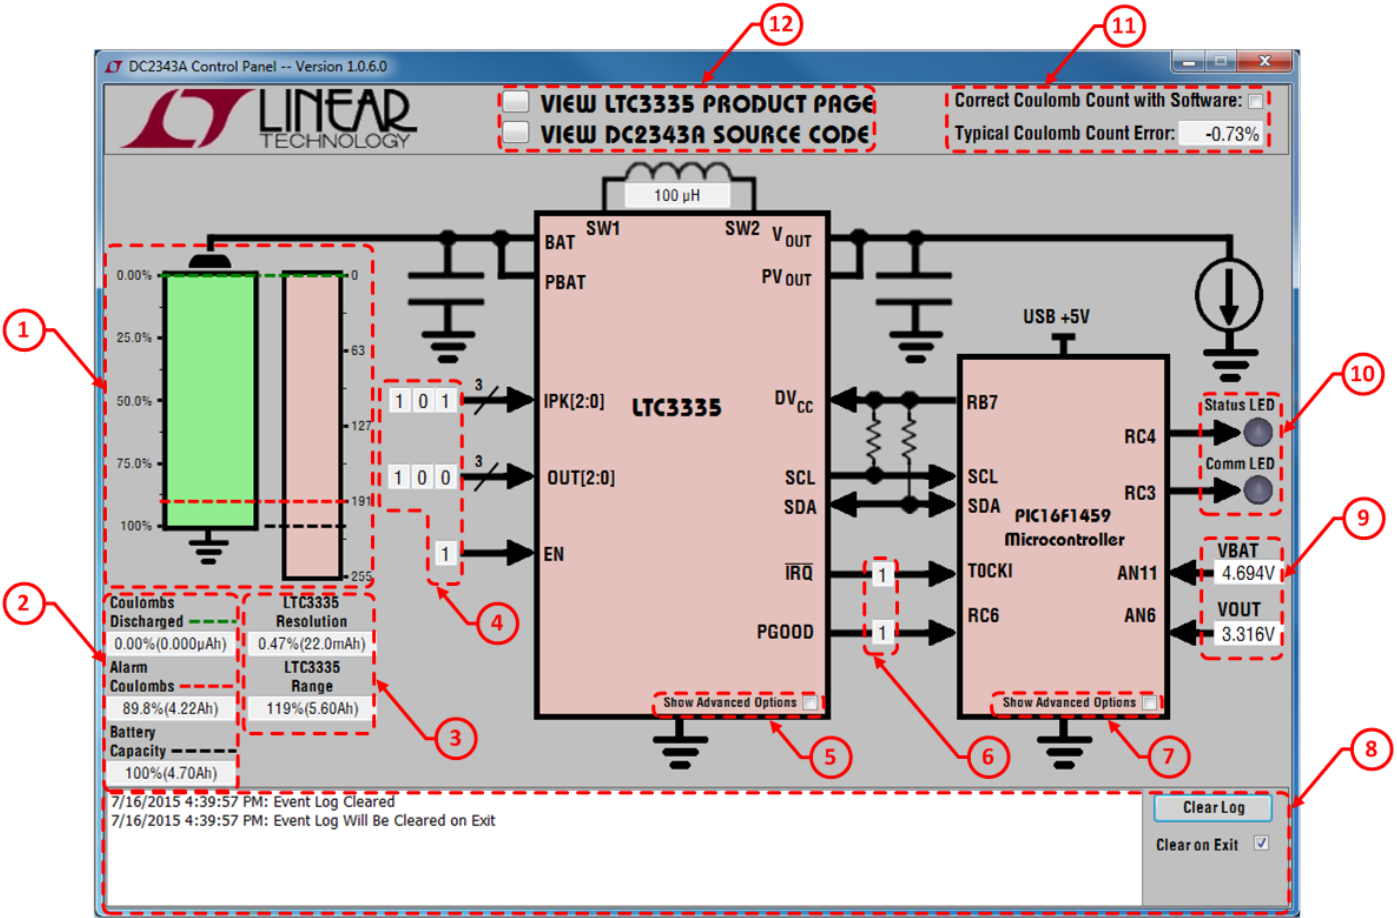 12
11
DC2343A Control Panel -- Version 1.0.6.0
LINEAR
TECHNOLOGY
VIEW LTC3335 PRODUCT PAGE
VIEW DC2343A SOURCE CODE
Correct Coulomb Count with Software:
Typical Coulomb Count Error: -0.73%
100 µH
SW1
SW2
BAT
PBAT
VOUT
PVOUT
0.00%
25.0%
50.0%
75.0%
100%
0
63
127
191
255
1
1 0 1
3
IPK[2:0]
1 0 0
3
OUT[2:0]
1
EN
4
LTC3335
DVCC
SCL
SDA
IRQ
PGOOD
1
1
USB +5V
RB7
SCL
SDA
T0CKI
RC6
PIC16F1459
Microcontroller
RC4
RC3
AN11
AN6
10
Status LED
Comm LED
9
VBAT
4.694V
VOUT
3.316V
2
Coulombs
Discharged
0.00%(0.000µAh)
Alarm
Coulombs
89.8%(4.22Ah)
Battery
Capacity
100%(4.70Ah)
LTC3335
Resolution
0.47%(22.0mAh)
LTC3335
Range
119%(5.60Ah)
3
Show Advanced Options
5
6
Show Advanced Options
7
8
7/16/2015 4:39:57 PM: Event Log Cleared
7/16/2015 4:39:57 PM: Event Log Will Be Cleared on Exit
Clear Log
Clear on Exit